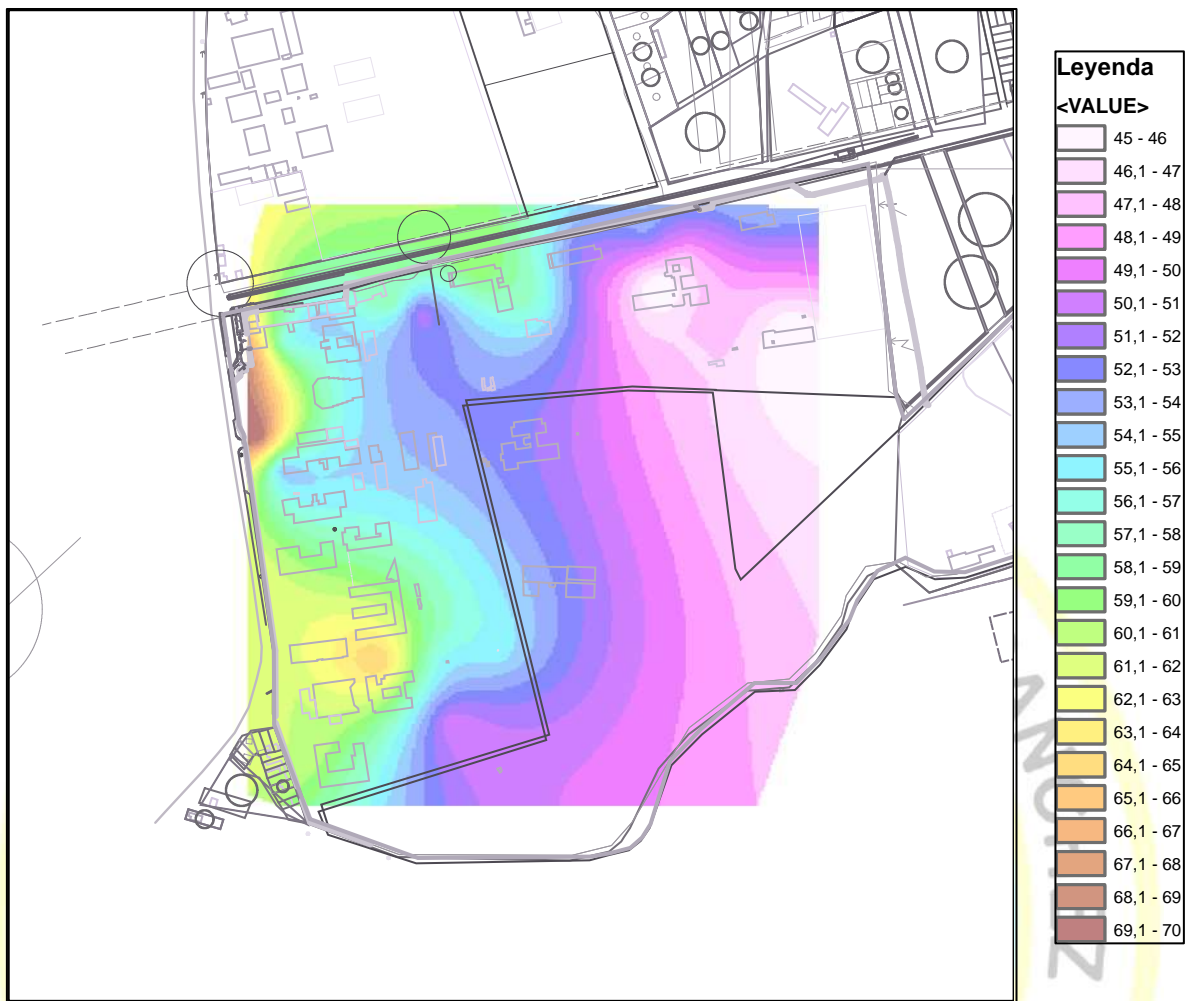 Leyenda
<VALUE>
45 - 46
46,1 - 47
47,1 - 48
48,1 - 49
49,1 - 50
50,1 - 51
51,1 - 52
52,1 - 53
53,1 - 54
54,1 - 55
55,1 - 56
56,1 - 57
57,1 - 58
58,1 - 59
59,1 - 60
60,1 - 61
61,1 - 62
62,1 - 63
63,1 - 64
64,1 - 65
65,1 - 66
66,1 - 67
67,1 - 68
68,1 - 69
69,1 - 70